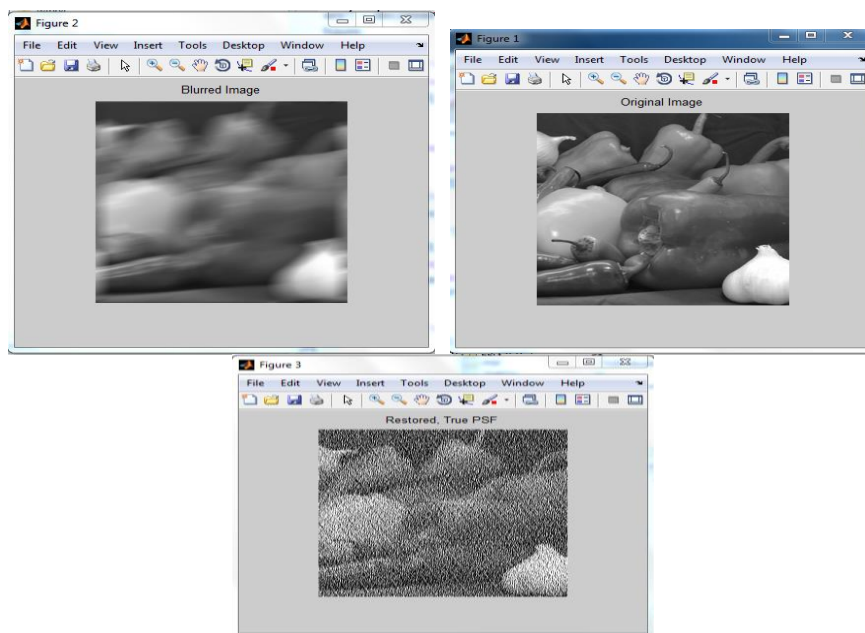 Figure 2
File Edit View Insert Tools Desktop Window Help
Blurred Image
Figure 1
File Edit View Insert Tools Desktop Window Help
Original Image
Figure 3
File Edit View Insert Tools Desktop Window Help
Restored, True PSF